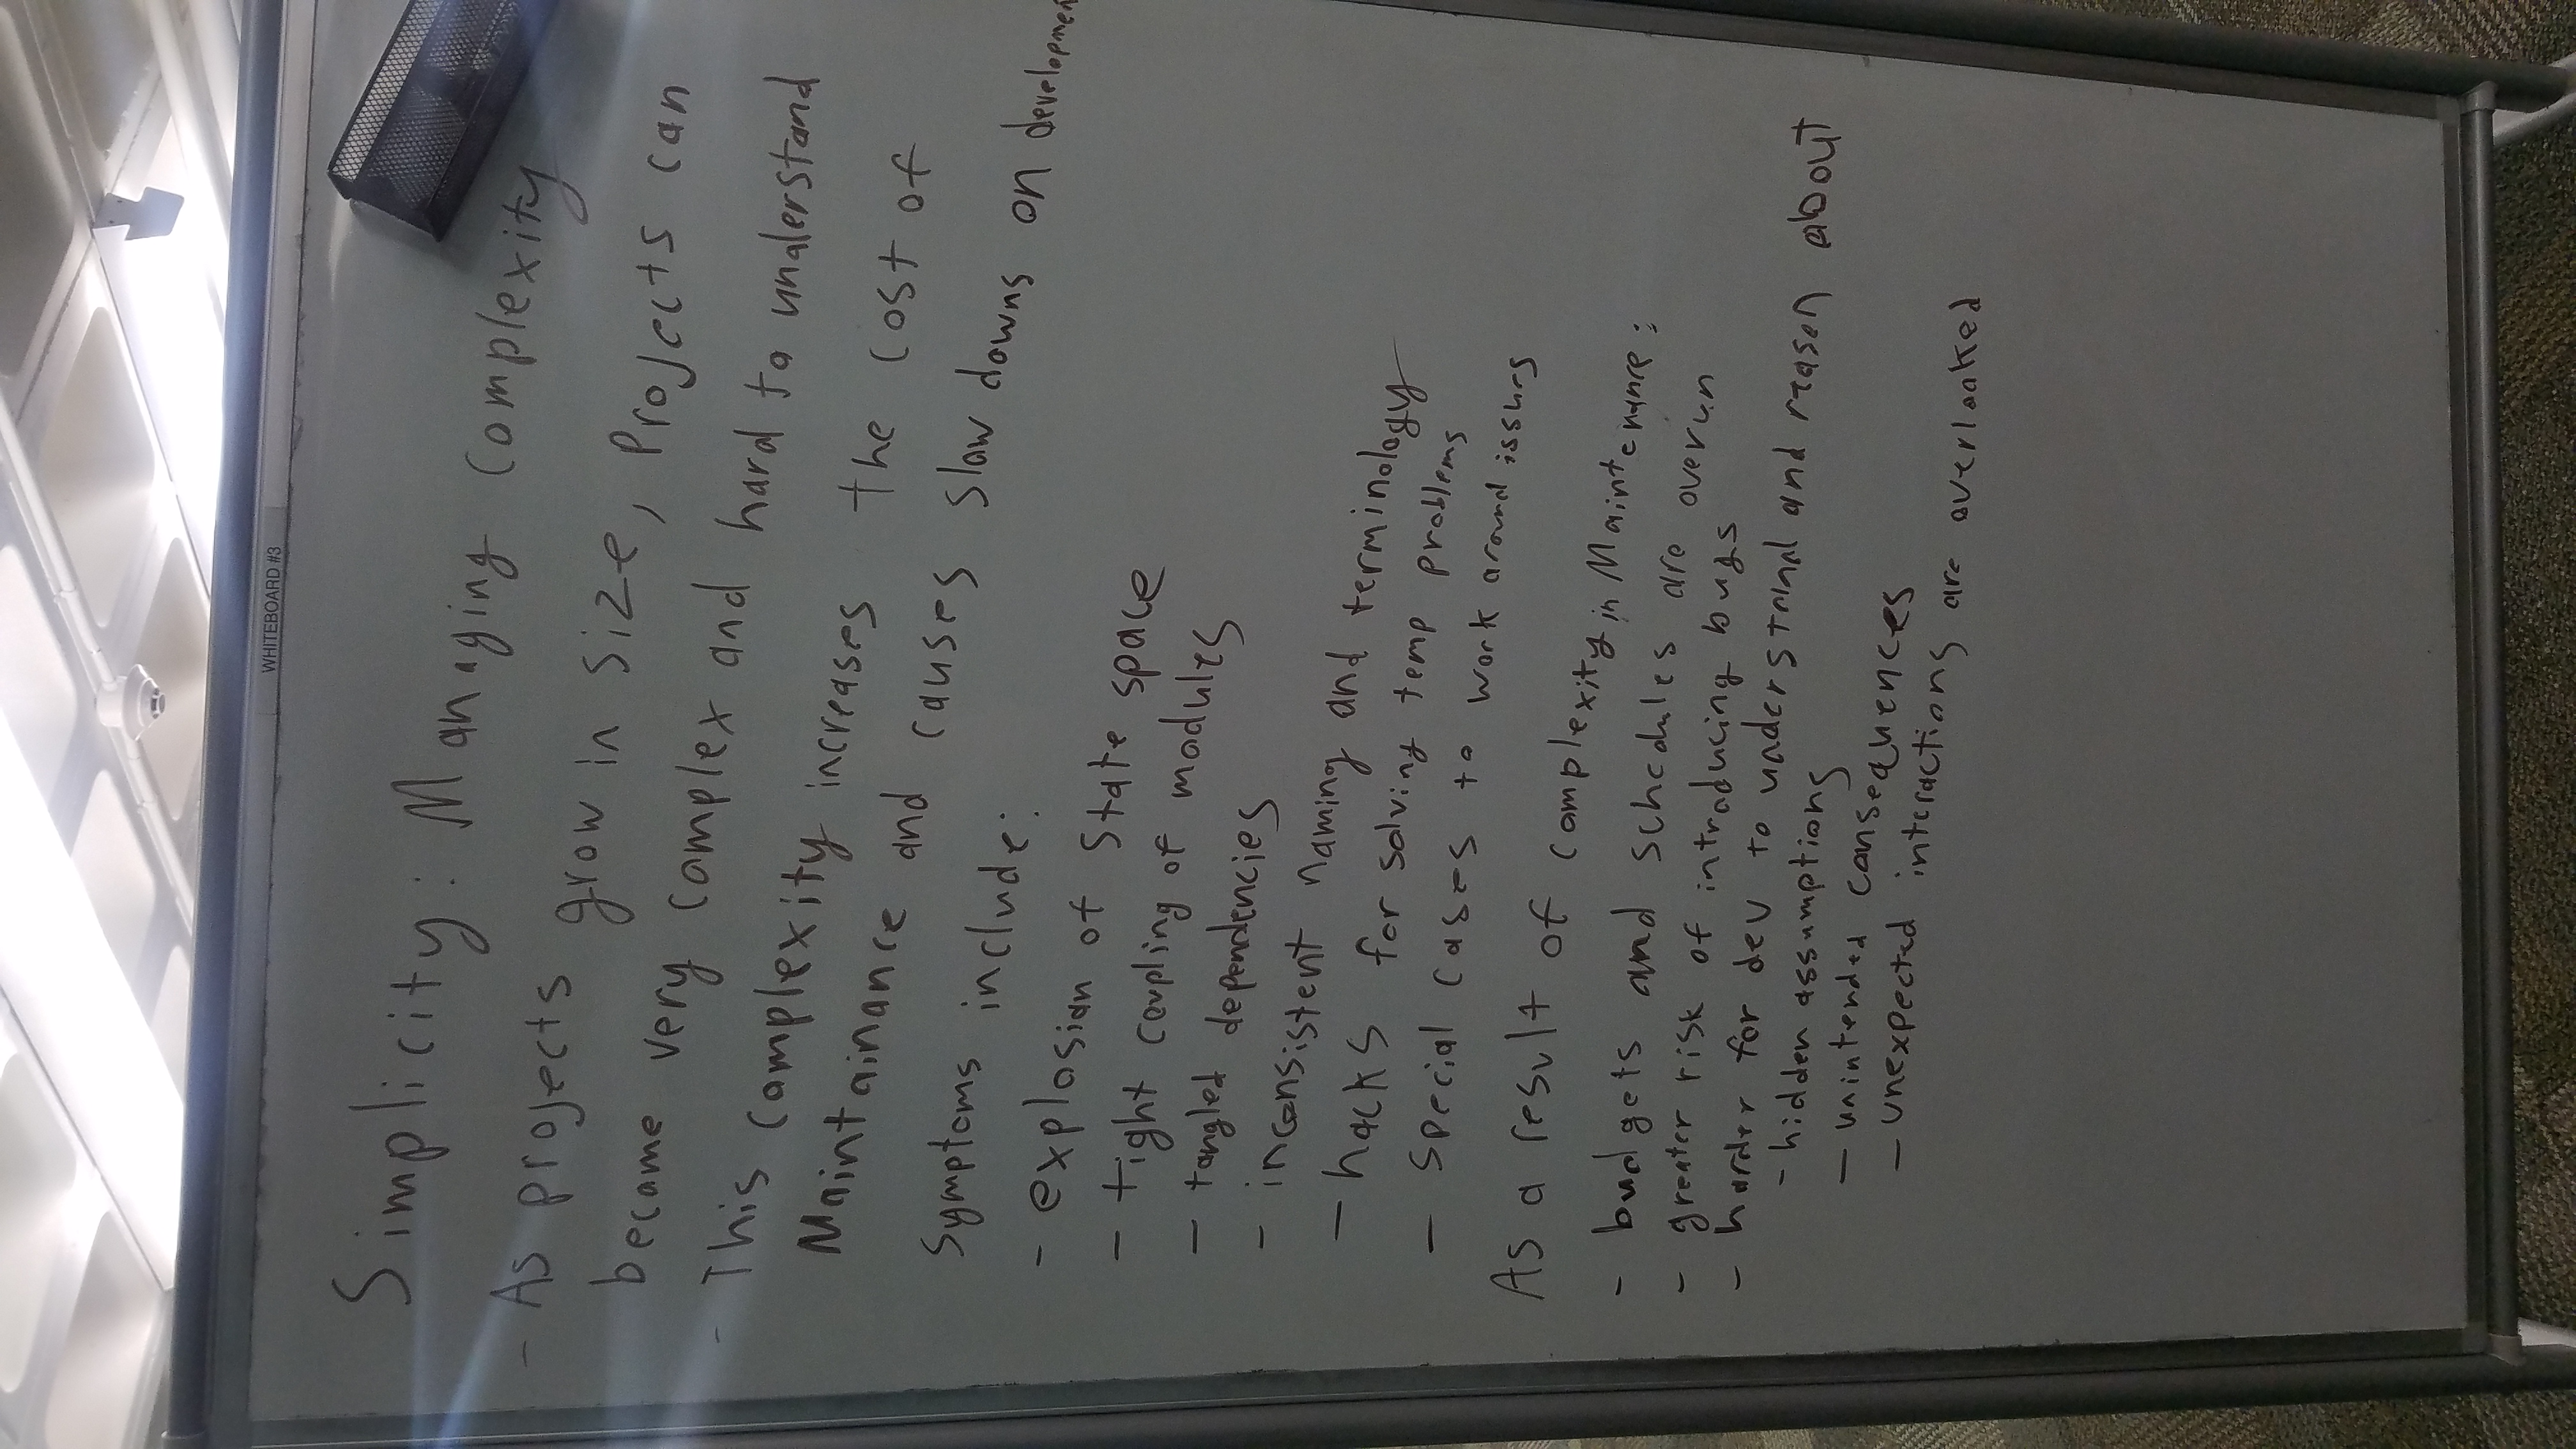 WHITEBOARD #3
Simplicity: Managing Complexity
- As projects grow in size, Projects can
become very complex and hard to understand
- This complexity increases the cost of
Maintainance and causes slow downs on developmen
Symptoms include:
- explosion of State space
- tight coupling of modules
- tangled dependencies
- inconsistent naming and terminology
- hacks for solving temp problems
- Special cases to work around issues
As a result of complexity in Maintenance:
- budgets and schedules are overun
- greater risk of introducing bugs
- harder for dev to understand and reason about
- hidden assumptions
- unintended consequences
- unexpected interactions are overlooked